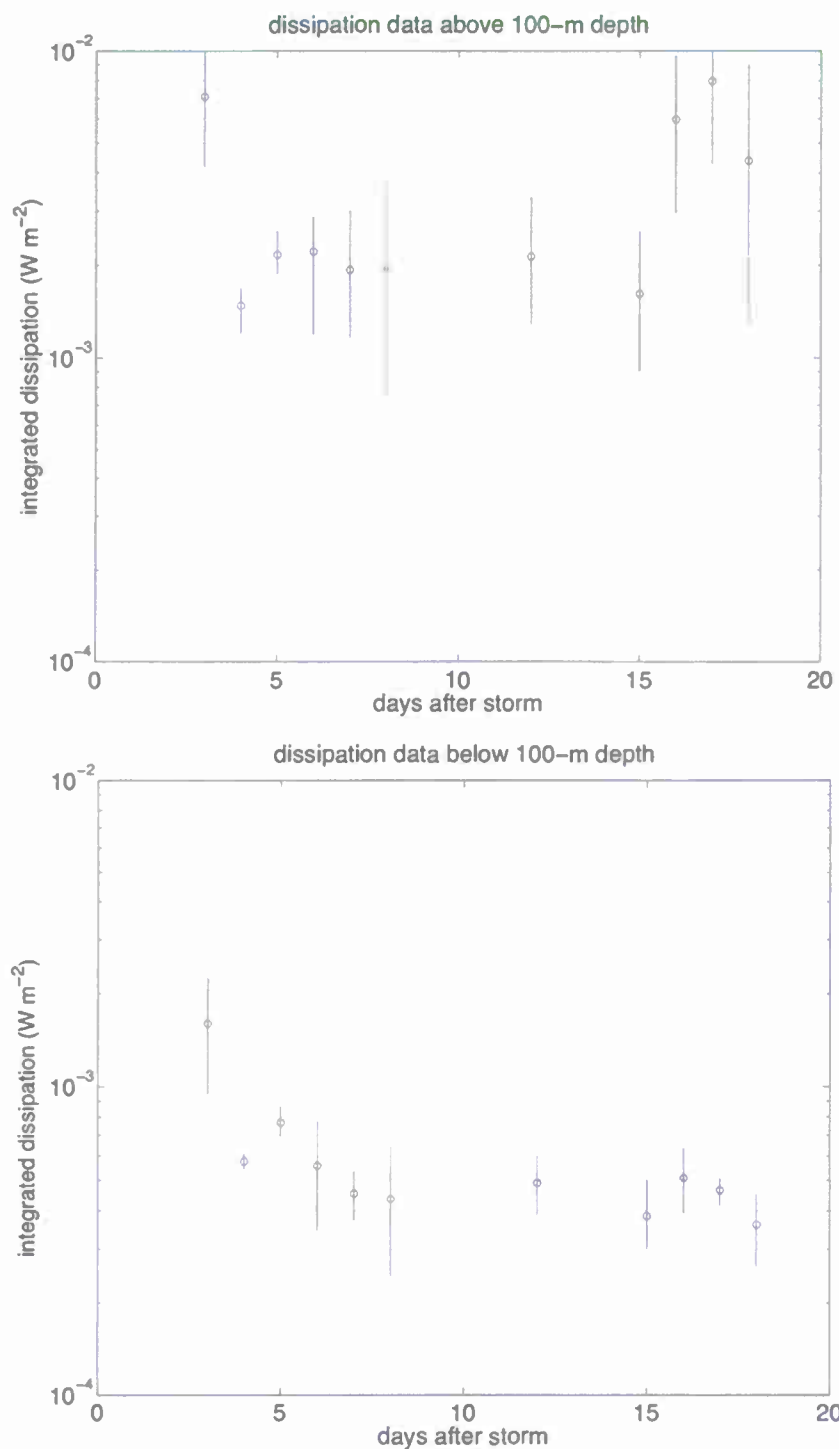 dissipation data above 100−m depth
10⁻²
integrated dissipation (W m⁻²)
10⁻³
10⁻⁴
0 5 10 15 20
days after storm
dissipation data below 100−m depth
10⁻²
integrated dissipation (W m⁻²)
10⁻³
10⁻⁴
0 5 10 15 20
days after storm